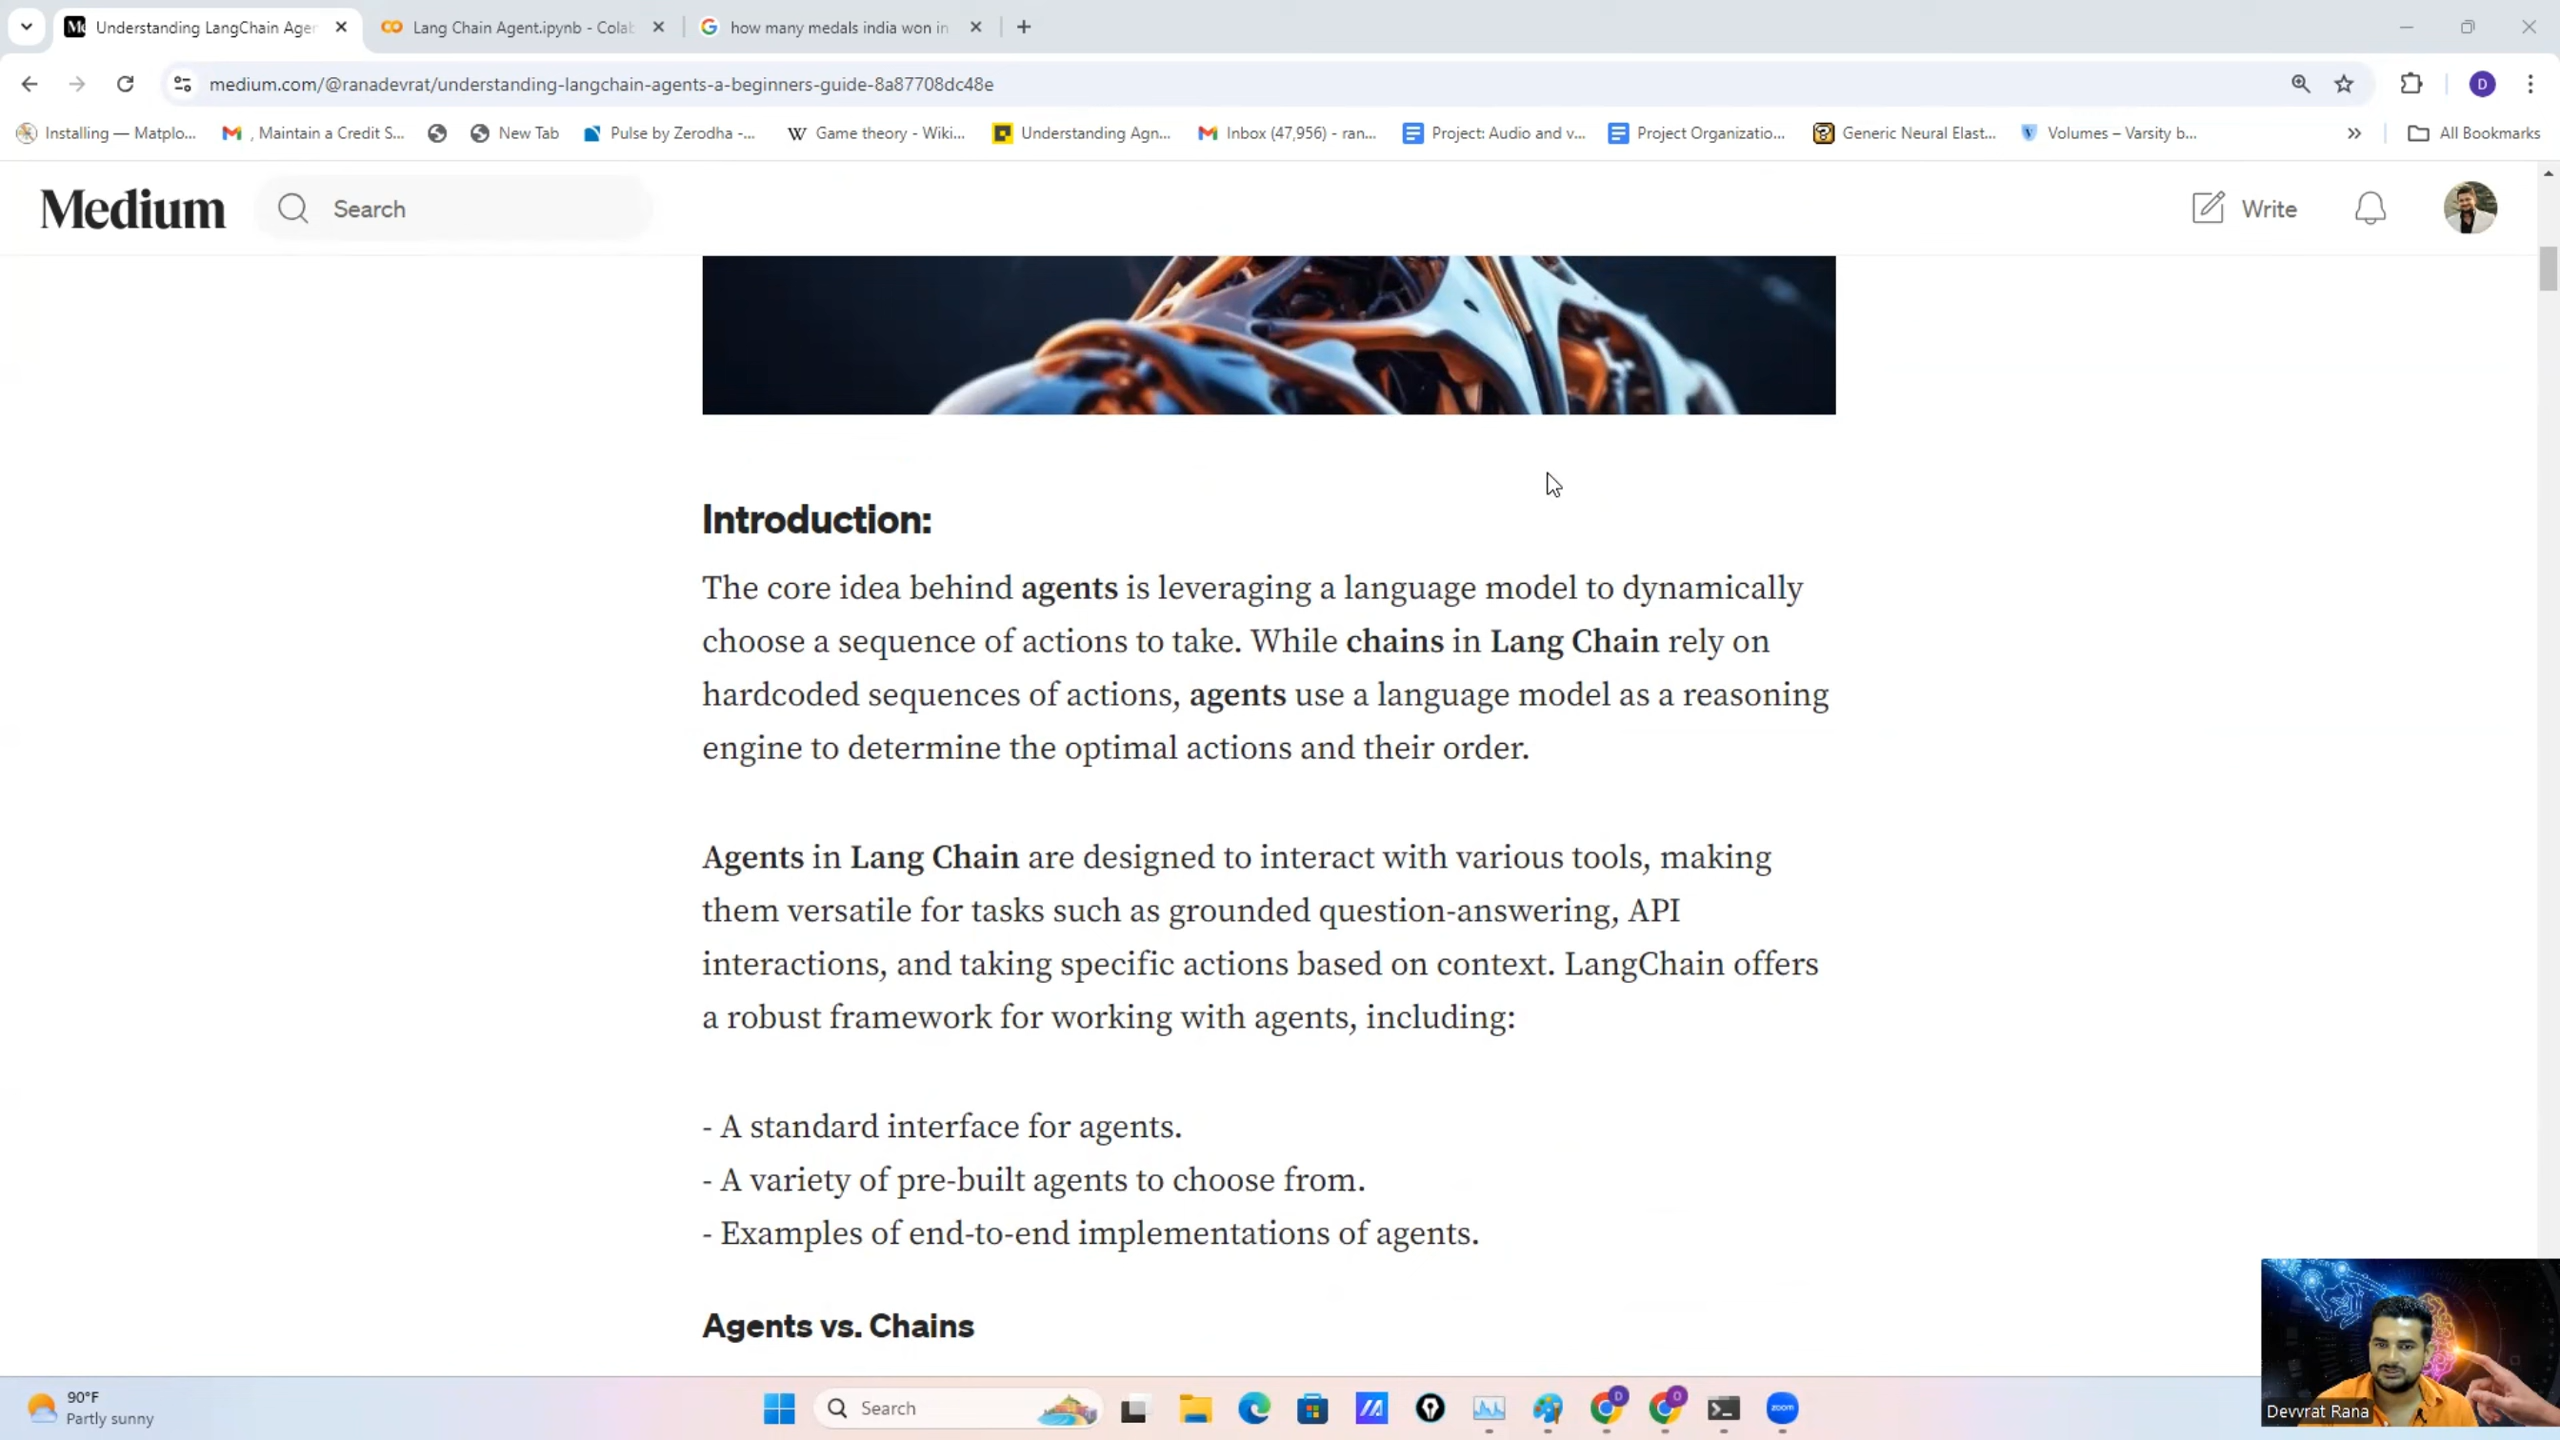 Understanding LangChain Agen
Lang Chain Agent.ipynb - Colab
how many medals india won in
medium.com/@ranadevrat/understanding-langchain-agents-a-beginners-guide-8a87708dc48e
D
Installing — Matplo...
, Maintain a Credit S...
New Tab
Pulse by Zerodha -...
Game theory - Wiki...
Understanding Agn...
Inbox (47,956) - ran...
Project: Audio and v...
Project Organizatio...
Generic Neural Elast...
Volumes – Varsity b...
All Bookmarks
Medium
Search
Write
Introduction:
The core idea behind agents is leveraging a language model to dynamically
choose a sequence of actions to take. While chains in Lang Chain rely on
hardcoded sequences of actions, agents use a language model as a reasoning
engine to determine the optimal actions and their order.
Agents in Lang Chain are designed to interact with various tools, making
them versatile for tasks such as grounded question-answering, API
interactions, and taking specific actions based on context. LangChain offers
a robust framework for working with agents, including:
- A standard interface for agents.
- A variety of pre-built agents to choose from.
- Examples of end-to-end implementations of agents.
Agents vs. Chains
Devvrat Rana
90°F
Partly sunny
Search
D
O
zoom